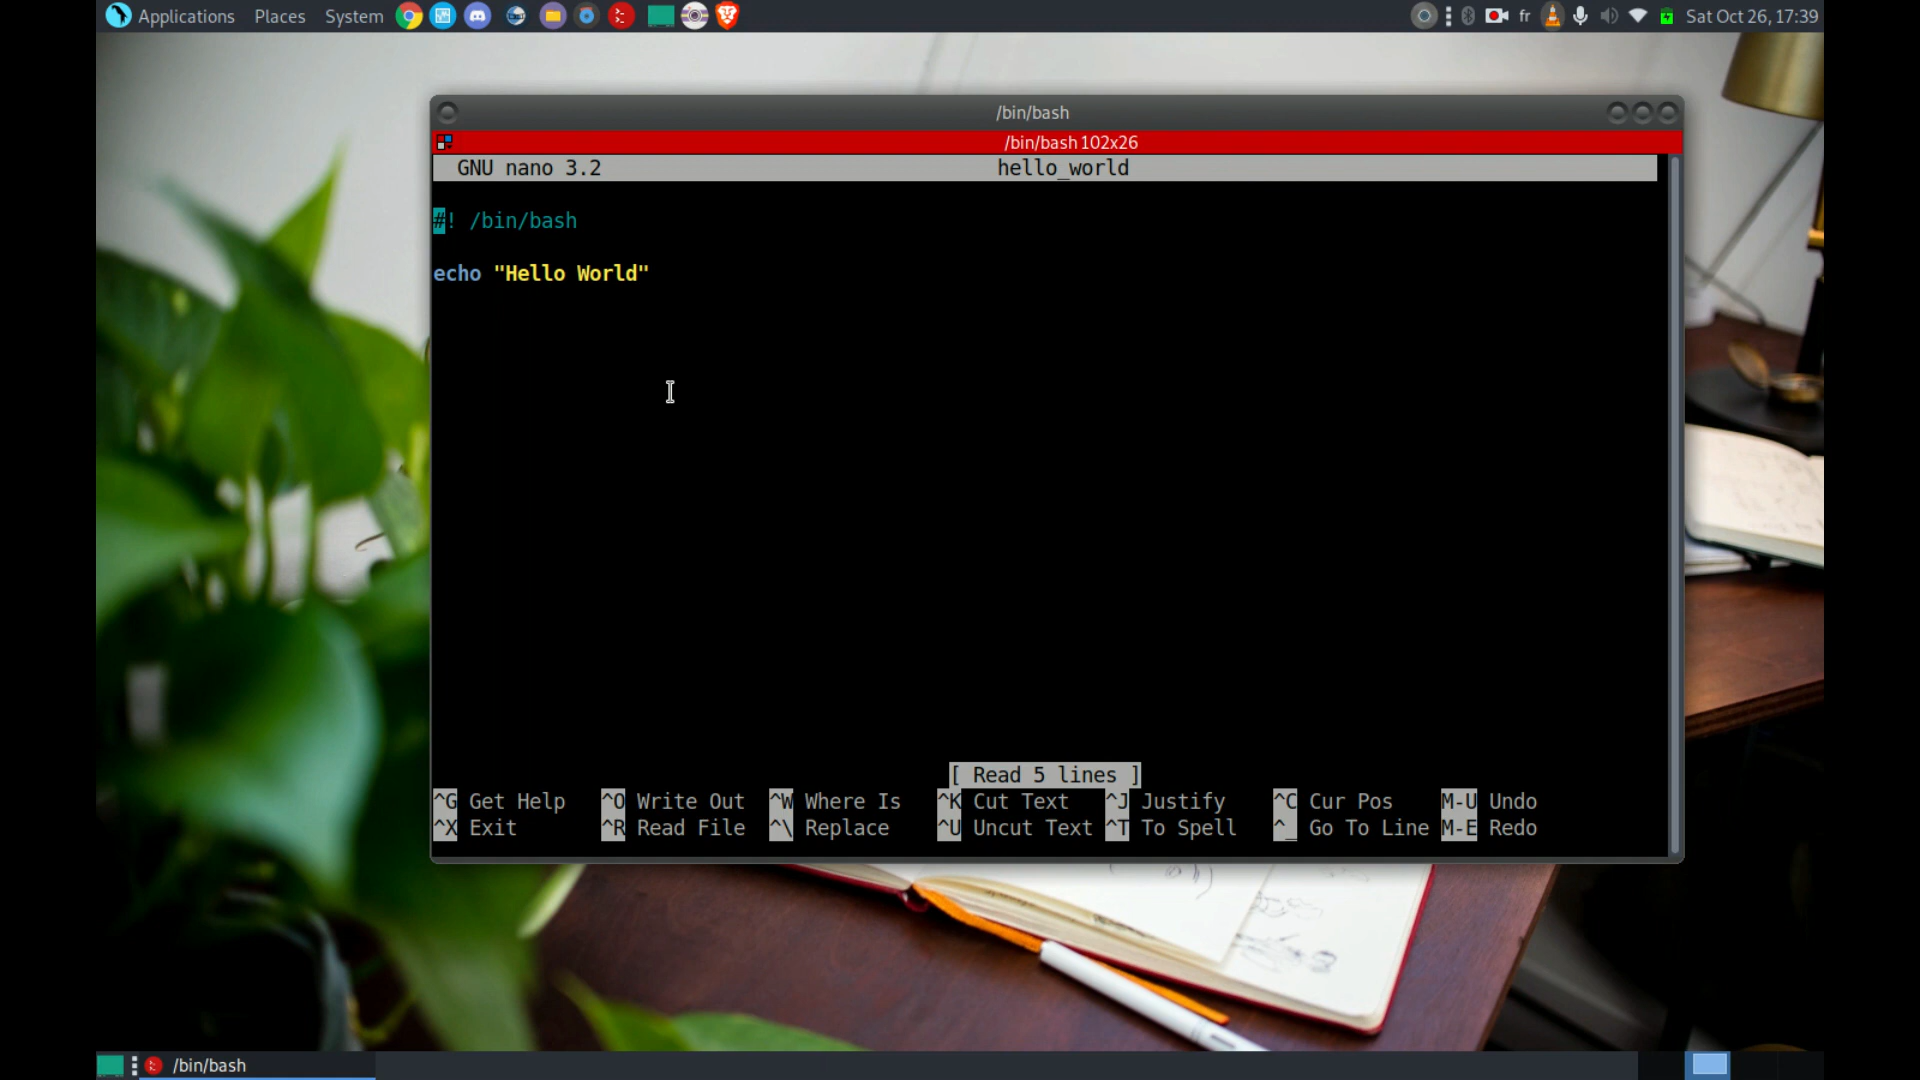 Applications Places System fr Sat Oct 26, 17:39
/bin/bash
/bin/bash 102x26
GNU nano 3.2 hello_world
#! /bin/bash
echo "Hello World"
[ Read 5 lines ]
^G Get Help ^O Write Out ^W Where Is ^K Cut Text ^J Justify ^C Cur Pos M-U Undo
^X Exit ^R Read File ^\ Replace ^U Uncut Text ^T To Spell ^_ Go To Line M-E Redo
/bin/bash